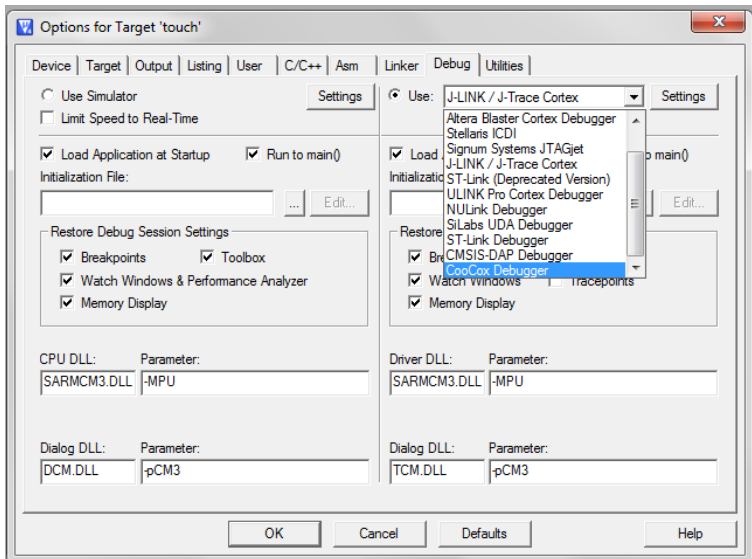 Options for Target 'touch'
Device Target Output Listing User C/C++ Asm Linker Debug Utilities
Use Simulator Settings
Limit Speed to Real-Time
Use: J-LINK / J-Trace Cortex Settings
Altera Blaster Cortex Debugger
Stellaris ICDI
Signum Systems JTAGjet
J-LINK / J-Trace Cortex
ST-Link (Deprecated Version)
ULINK Pro Cortex Debugger
NULink Debugger
SiLabs UDA Debugger
ST-Link Debugger
CMSIS-DAP Debugger
CooCox Debugger
Load Application at Startup Run to main()
Initialization File:
... Edit...
Restore Debug Session Settings
Breakpoints Toolbox
Watch Windows & Performance Analyzer
Memory Display
Load main()
Edit...
Watch Windows Tracepoints
Memory Display
CPU DLL: Parameter:
SARMCM3.DLL -MPU
Driver DLL: Parameter:
SARMCM3.DLL -MPU
Dialog DLL: Parameter:
DCM.DLL -pCM3
Dialog DLL: Parameter:
TCM.DLL -pCM3
OK Cancel Defaults Help